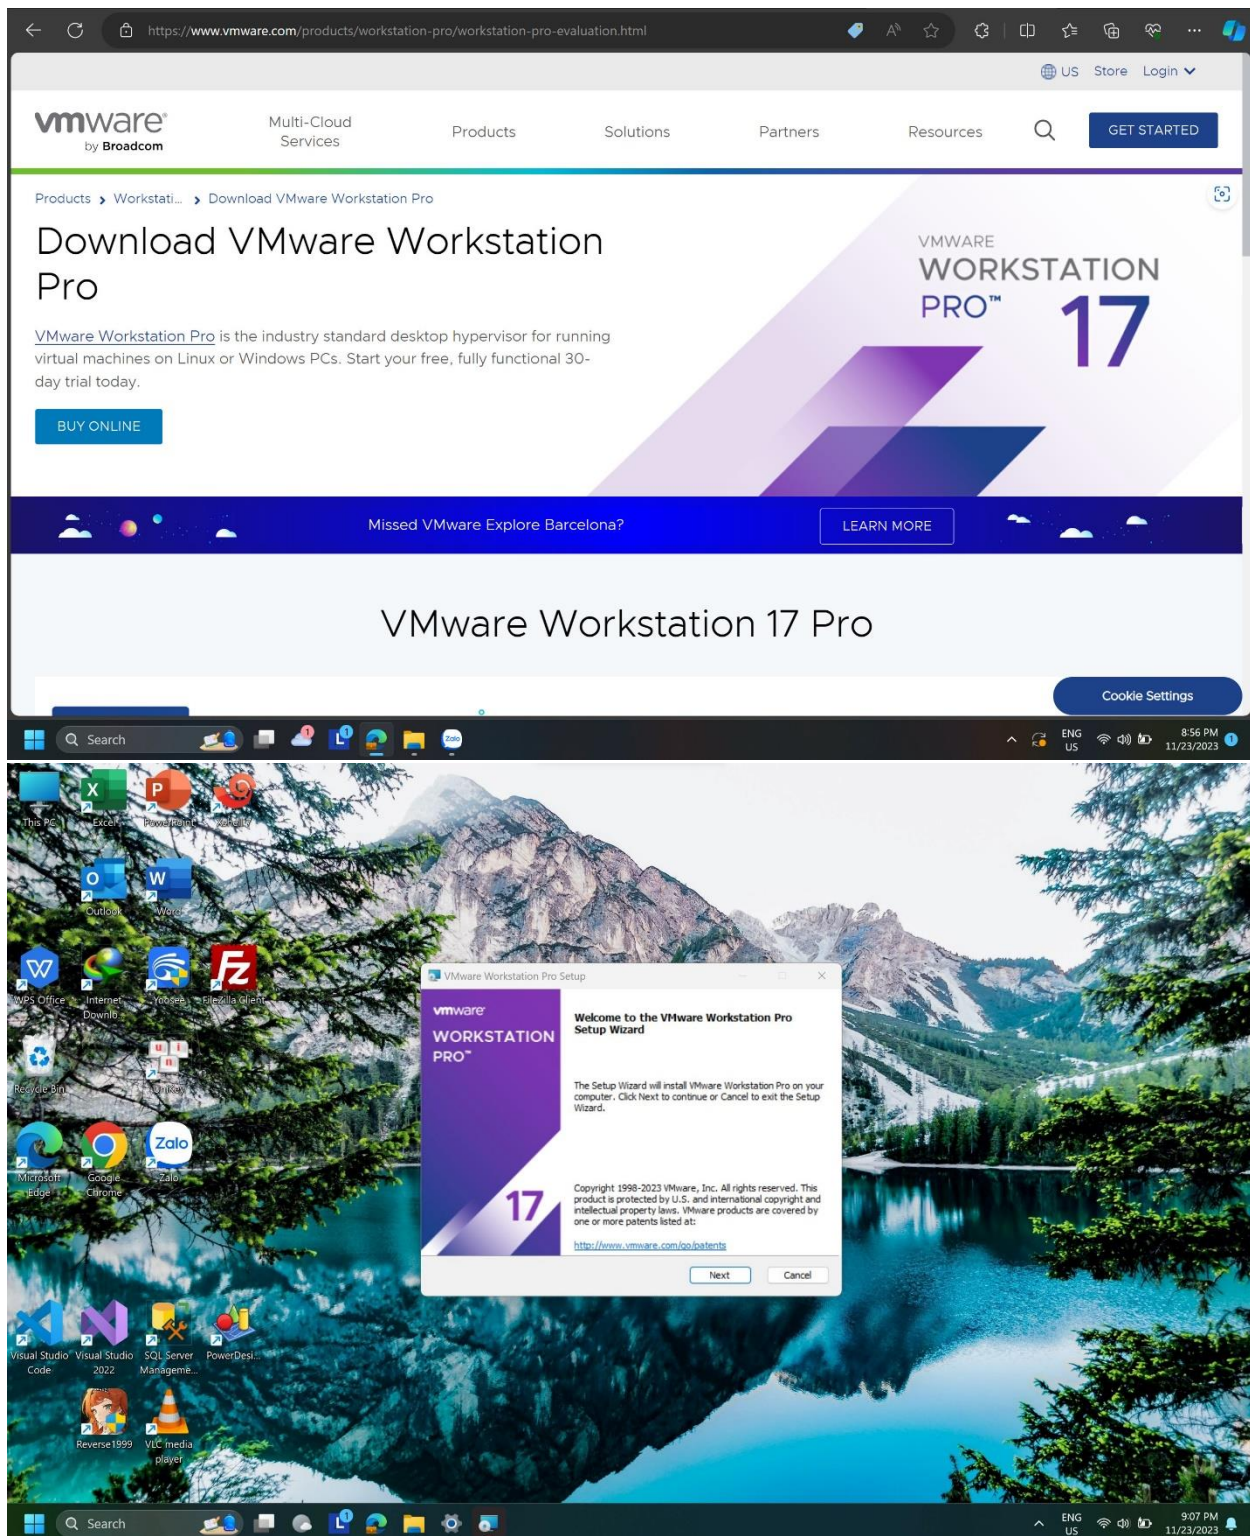 https://www.vmware.com/products/workstation-pro/workstation-pro-evaluation.html
US Store Login
vmware®
by Broadcom
Multi-Cloud
Services
Products
Solutions
Partners
Resources
GET STARTED
Products > Workstati... > Download VMware Workstation Pro
Download VMware Workstation
Pro
VMware Workstation Pro is the industry standard desktop hypervisor for running
virtual machines on Linux or Windows PCs. Start your free, fully functional 30-
day trial today.
BUY ONLINE
VMWARE
WORKSTATION
PRO™ 17
Missed VMware Explore Barcelona?
LEARN MORE
VMware Workstation 17 Pro
Cookie Settings
Search
ENG
US
8:56 PM
11/23/2023
This PC
Excel
PowerPoint
Outlook
Word
WPS Office
Internet
Downlo...
Yoosee
FileZilla Client
Recycle Bin
Microsoft
Edge
Google
Chrome
Zalo
Zalo
Visual Studio
Code
Visual Studio
2022
SQL Server
Manageme...
PowerDesi...
Reverse1999
VLC media
player
VMware Workstation Pro Setup
vmware
WORKSTATION
PRO™
17
Welcome to the VMware Workstation Pro
Setup Wizard
The Setup Wizard will install VMware Workstation Pro on your
computer. Click Next to continue or Cancel to exit the Setup
Wizard.
Copyright 1998-2023 VMware, Inc. All rights reserved. This
product is protected by U.S. and international copyright and
intellectual property laws. VMware products are covered by
one or more patents listed at:
http://www.vmware.com/go/patents
Next
Cancel
Search
ENG
US
9:07 PM
11/23/2023